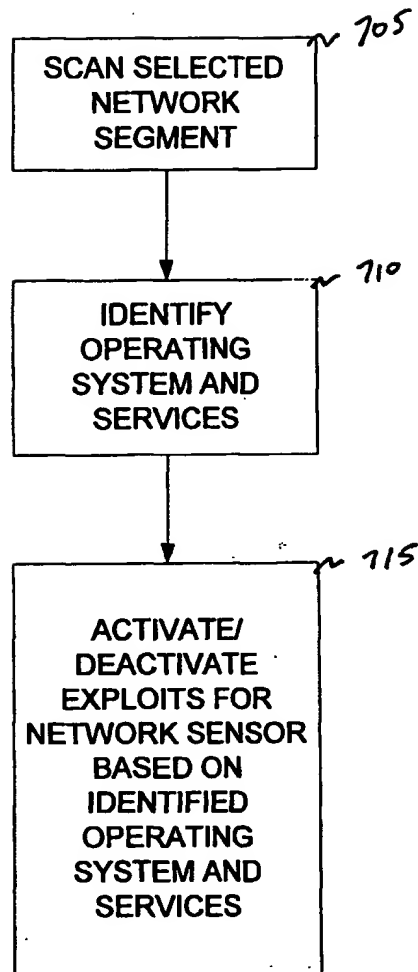 705
SCAN SELECTED
NETWORK
SEGMENT
710
IDENTIFY
OPERATING
SYSTEM AND
SERVICES
715
ACTIVATE/
DEACTIVATE
EXPLOITS FOR
NETWORK SENSOR
BASED ON
IDENTIFIED
OPERATING
SYSTEM AND
SERVICES